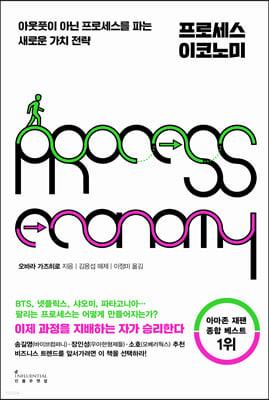 아웃풋이 아닌 프로세스를 파는
새로운 가치 전략
프로세스
이코노미
PROCESS
economy
오바라 가즈히로 지음 | 김용섭 해제 | 이정미 옮김
BTS, 넷플릭스, 샤오미, 파타고니아…
팔리는 프로세스는 어떻게 만들어지는가?
이제 과정을 지배하는 자가 승리한다
송길영(바이브컴퍼니)·장인성(우아한형제들)·소호(모베러웍스) 추천
비즈니스 트렌드를 앞서가려면 이 책을 선택하라!
아마존 재팬
종합 베스트
1위
INFLUENTIAL
인플루엔셜